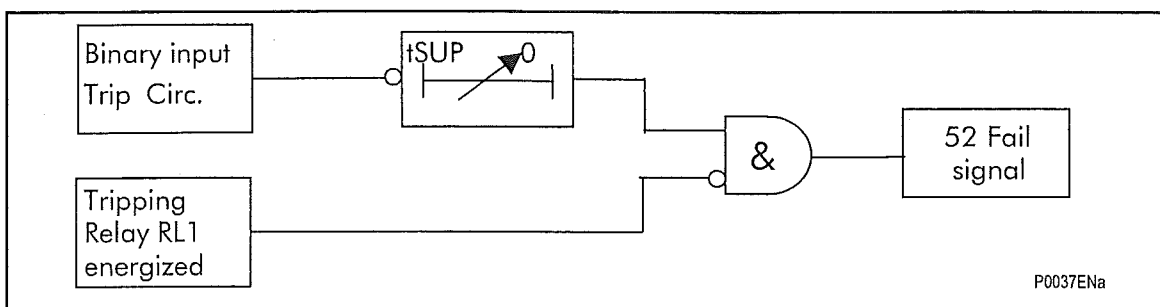 Binary input
Trip Circ.
tSUP 0
&
52 Fail
signal
Tripping
Relay RL1
energized
P0037ENa